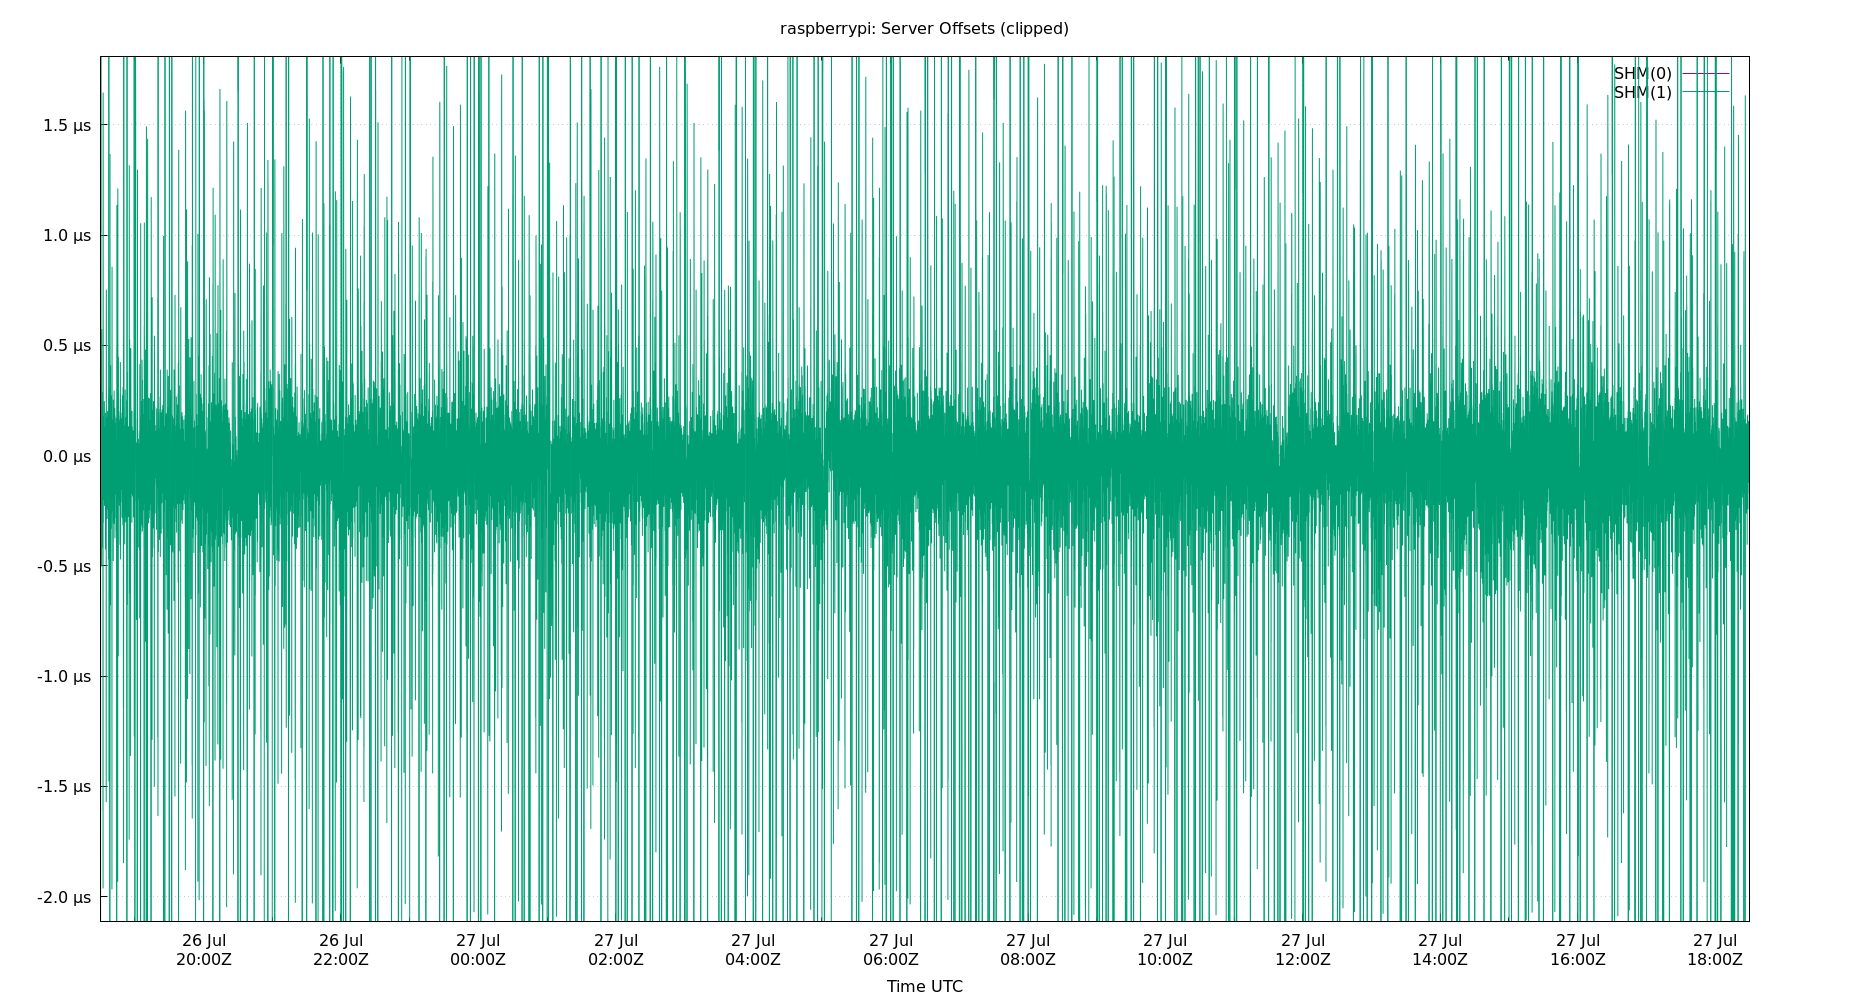 raspberrypi: Server Offsets (clipped)
SHM(0)
SHM(1)
1.5 µs
1.0 µs
0.5 µs
0.0 µs
-0.5 µs
-1.0 µs
-1.5 µs
-2.0 µs
26 Jul 26 Jul 27 Jul 27 Jul 27 Jul 27 Jul 27 Jul 27 Jul 27 Jul 27 Jul 27 Jul 27 Jul
20:00Z 22:00Z 00:00Z 02:00Z 04:00Z 06:00Z 08:00Z 10:00Z 12:00Z 14:00Z 16:00Z 18:00Z
Time UTC